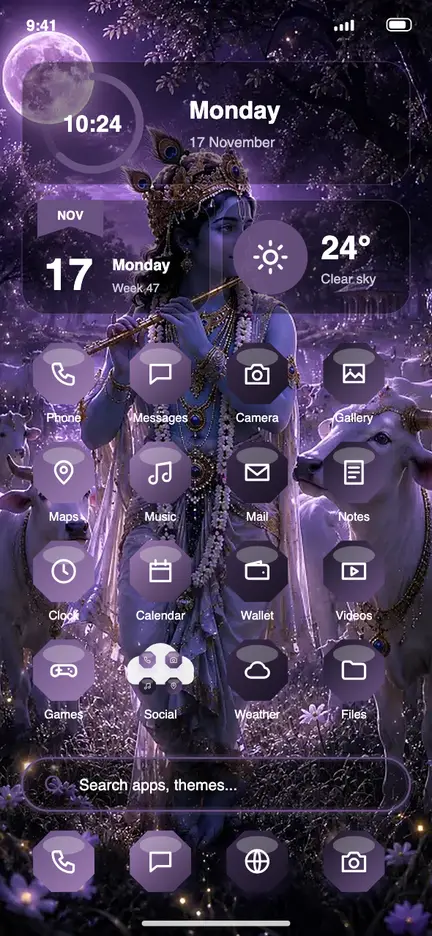 9:41
10:24
Monday
17 November
NOV
17
Monday
Week 47
24°
Clear sky
Phone
Messages
Camera
Gallery
Maps
Music
Mail
Notes
Clock
Calendar
Wallet
Videos
Games
Social
Weather
Files
Search apps, themes...